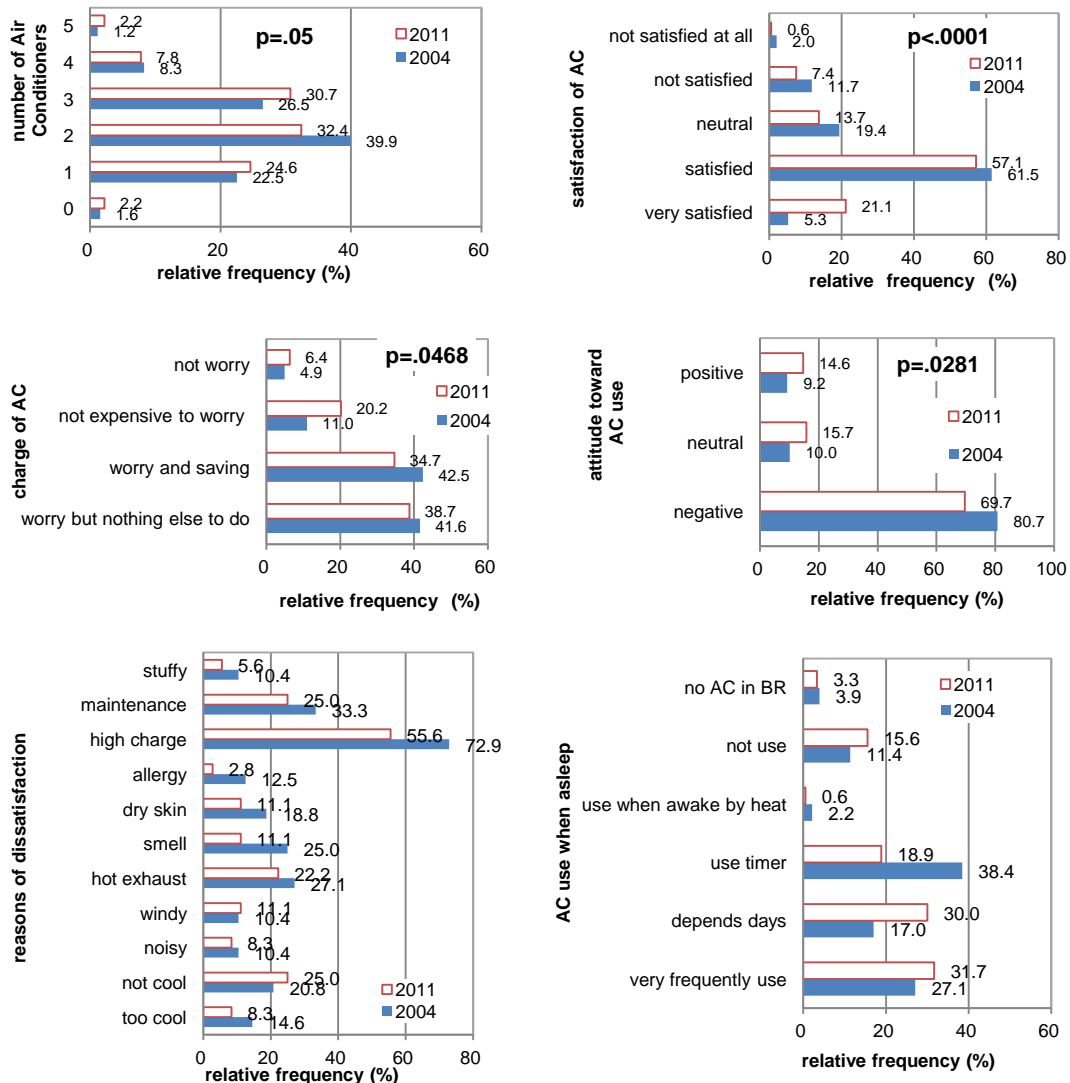 number of Air
Conditioners
p=.05
2011
2004
5
2.2
1.2
4
7.8
8.3
3
30.7
26.5
2
32.4
39.9
1
24.6
22.5
0
2.2
1.6
0 20 40 60
relative frequency (%)
satisfaction of AC
p<.0001
2011
2004
not satisfied at all
0.6
2.0
not satisfied
7.4
11.7
neutral
13.7
19.4
satisfied
57.1
61.5
very satisfied
21.1
5.3
0 20 40 60 80
relative frequency (%)
charge of AC
p=.0468
2011
2004
not worry
6.4
4.9
not expensive to worry
20.2
11.0
worry and saving
34.7
42.5
worry but nothing else to do
38.7
41.6
0 20 40 60
relative frequency (%)
attitude toward
AC use
p=.0281
2011
2004
positive
14.6
9.2
neutral
15.7
10.0
negative
69.7
80.7
0 20 40 60 80 100
relative frequency (%)
reasons of dissatisfaction
stuffy
5.6
10.4
maintenance
25.0
33.3
high charge
55.6
72.9
allergy
2.8
12.5
dry skin
11.1
18.8
smell
11.1
25.0
hot exhaust
22.2
27.1
windy
11.1
10.4
noisy
8.3
10.4
not cool
25.0
20.8
too cool
8.3
14.6
2011
2004
0 20 40 60 80
relative frequency (%)
AC use when asleep
2011
2004
no AC in BR
3.3
3.9
not use
15.6
11.4
use when awake by heat
0.6
2.2
use timer
18.9
38.4
depends days
30.0
17.0
very frequently use
31.7
27.1
0 20 40 60
relative frequency (%)